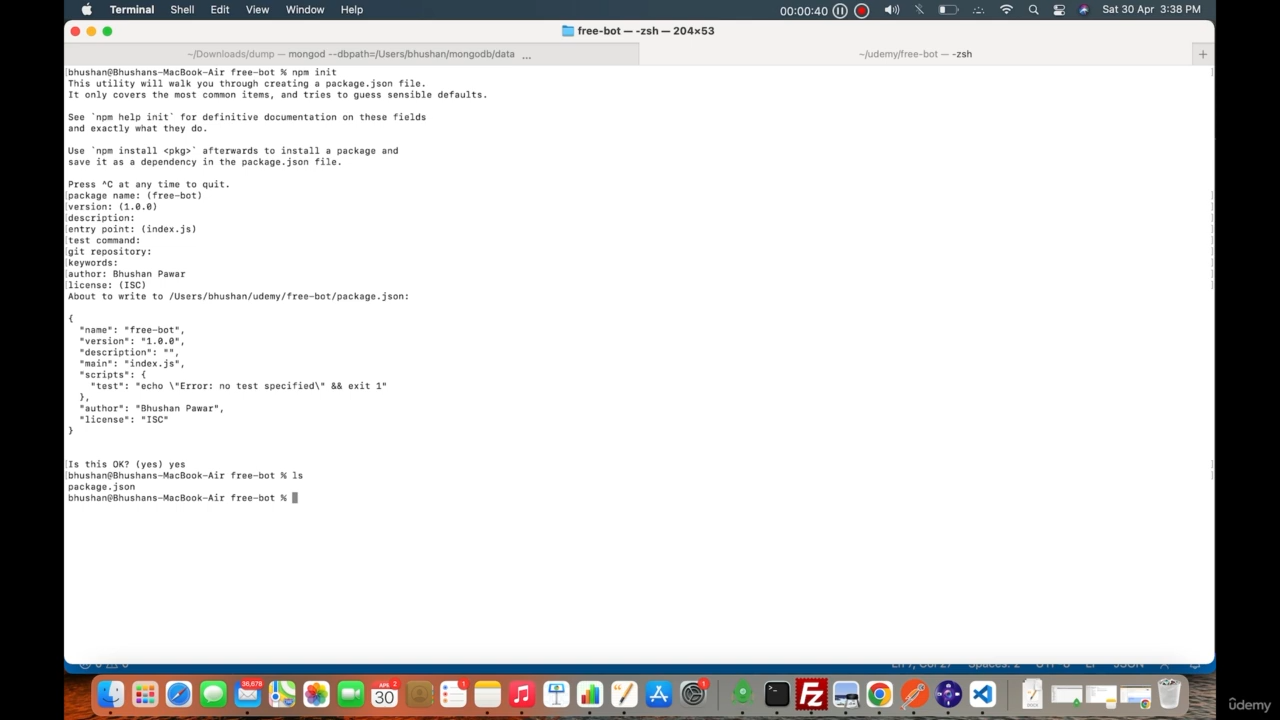 Terminal Shell Edit View Window Help 00:00:40 Sat 30 Apr 3:38 PM
free-bot — -zsh — 204×53
~/Downloads/dump — mongod --dbpath=/Users/bhushan/mongodb/data ... ~/udemy/free-bot — -zsh +
[bhushan@Bhushans-MacBook-Air free-bot % npm init ]
This utility will walk you through creating a package.json file.
It only covers the most common items, and tries to guess sensible defaults.
See `npm help init` for definitive documentation on these fields
and exactly what they do.
Use `npm install <pkg>` afterwards to install a package and
save it as a dependency in the package.json file.
Press ^C at any time to quit.
[package name: (free-bot) ]
[version: (1.0.0) ]
[description: ]
[entry point: (index.js) ]
[test command: ]
[git repository: ]
[keywords: ]
[author: Bhushan Pawar ]
[license: (ISC) ]
About to write to /Users/bhushan/udemy/free-bot/package.json:
{
"name": "free-bot",
"version": "1.0.0",
"description": "",
"main": "index.js",
"scripts": {
"test": "echo \"Error: no test specified\" && exit 1"
},
"author": "Bhushan Pawar",
"license": "ISC"
}
[Is this OK? (yes) yes ]
[bhushan@Bhushans-MacBook-Air free-bot % ls ]
package.json
bhushan@Bhushans-MacBook-Air free-bot %
36,678
APR 2
30
1
1
Fz
ûdemy